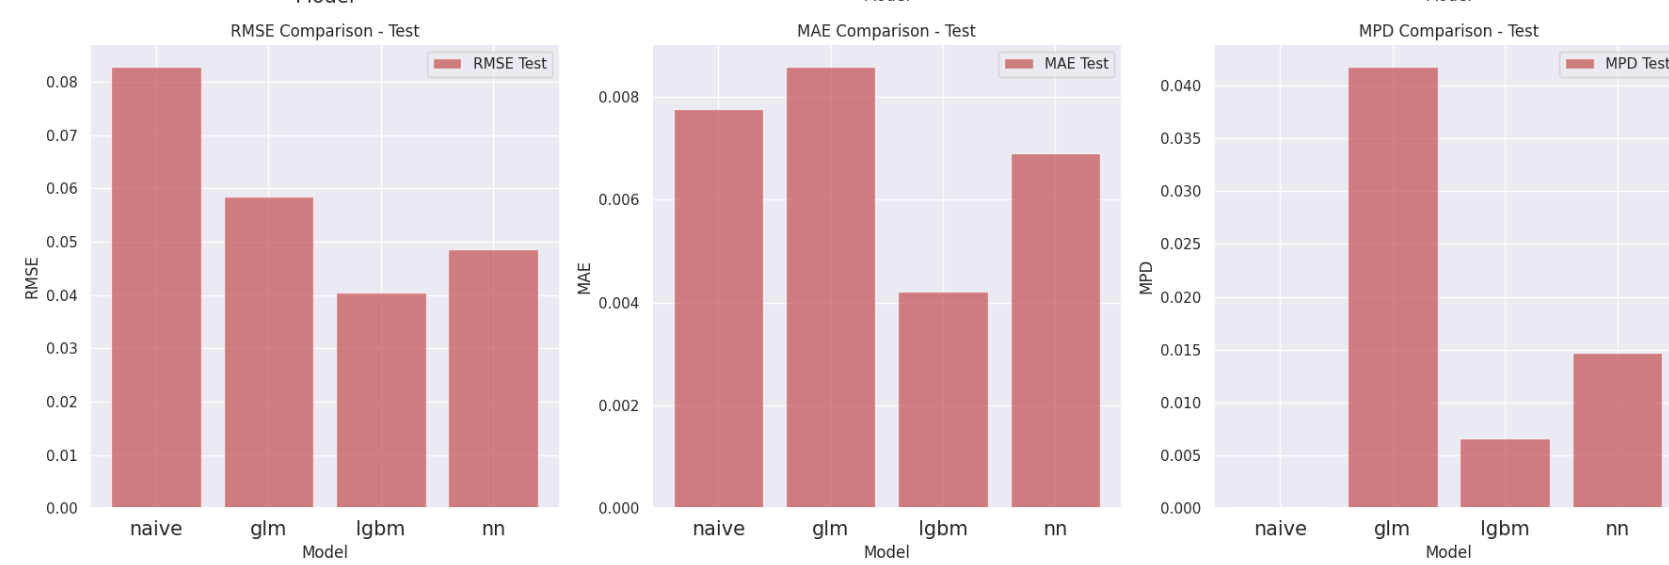 Model
Model
Model
RMSE Comparison - Test
RMSE Test
0.08
0.07
0.06
0.05
0.04
0.03
0.02
0.01
0.00
RMSE
naive glm lgbm nn
Model
MAE Comparison - Test
MAE Test
0.008
0.006
0.004
0.002
0.000
MAE
naive glm lgbm nn
Model
MPD Comparison - Test
MPD Test
0.040
0.035
0.030
0.025
0.020
0.015
0.010
0.005
0.000
MPD
naive glm lgbm nn
Model